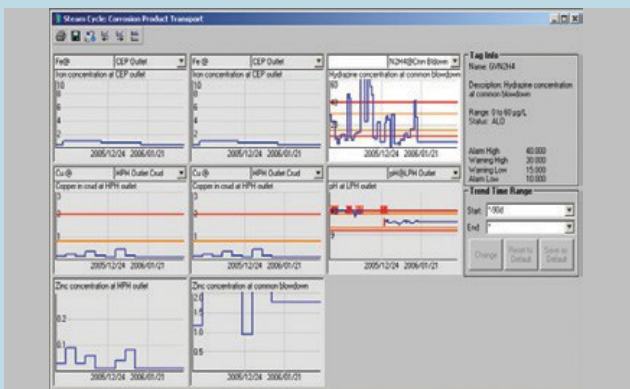 Steam Cycle: Corrosion Product Transport
Fe@ CEP Outlet Fe @ CEP Outlet N2H4@Cmn Bldown
Iron concentration at CEP outlet Iron concentration at CEP outlet Hydrazine concentration at common blowdown
10 10 60
8 8
6 6 40
4 4
2 2
2005/12/24 2006/01/21 2005/12/24 2006/01/21 2005/12/24 2006/01/21
Cu @ HPH Outlet Crud Cu @ HPH Outlet Crud pH@LPH Outlet
Copper in crud at HPH outlet Copper in crud at HPH outlet pH at LPH outlet
3 3
2 2
1 1 9
2005/12/24 2006/01/21 2005/12/24 2006/01/21 2005/12/24 2006/01/21
Zinc concentration at HPH outlet Zinc concentration at common blowdown
2.0
0.2 1.5
1.0
0.1 0.5
2005/12/24 2006/01/21 2005/12/24 2006/01/21
Tag Info
Name: GVN2H4
Description: Hydrazine concentration
at common blowdown
Range: 0 to 60 µg/L
Status: ALO
Alarm High 40.000
Warning High 30.000
Warning Low 15.000
Alarm Low 10.000
Trend Time Range
Start: *-90d
End: *
Change Reset to Default Save as Default